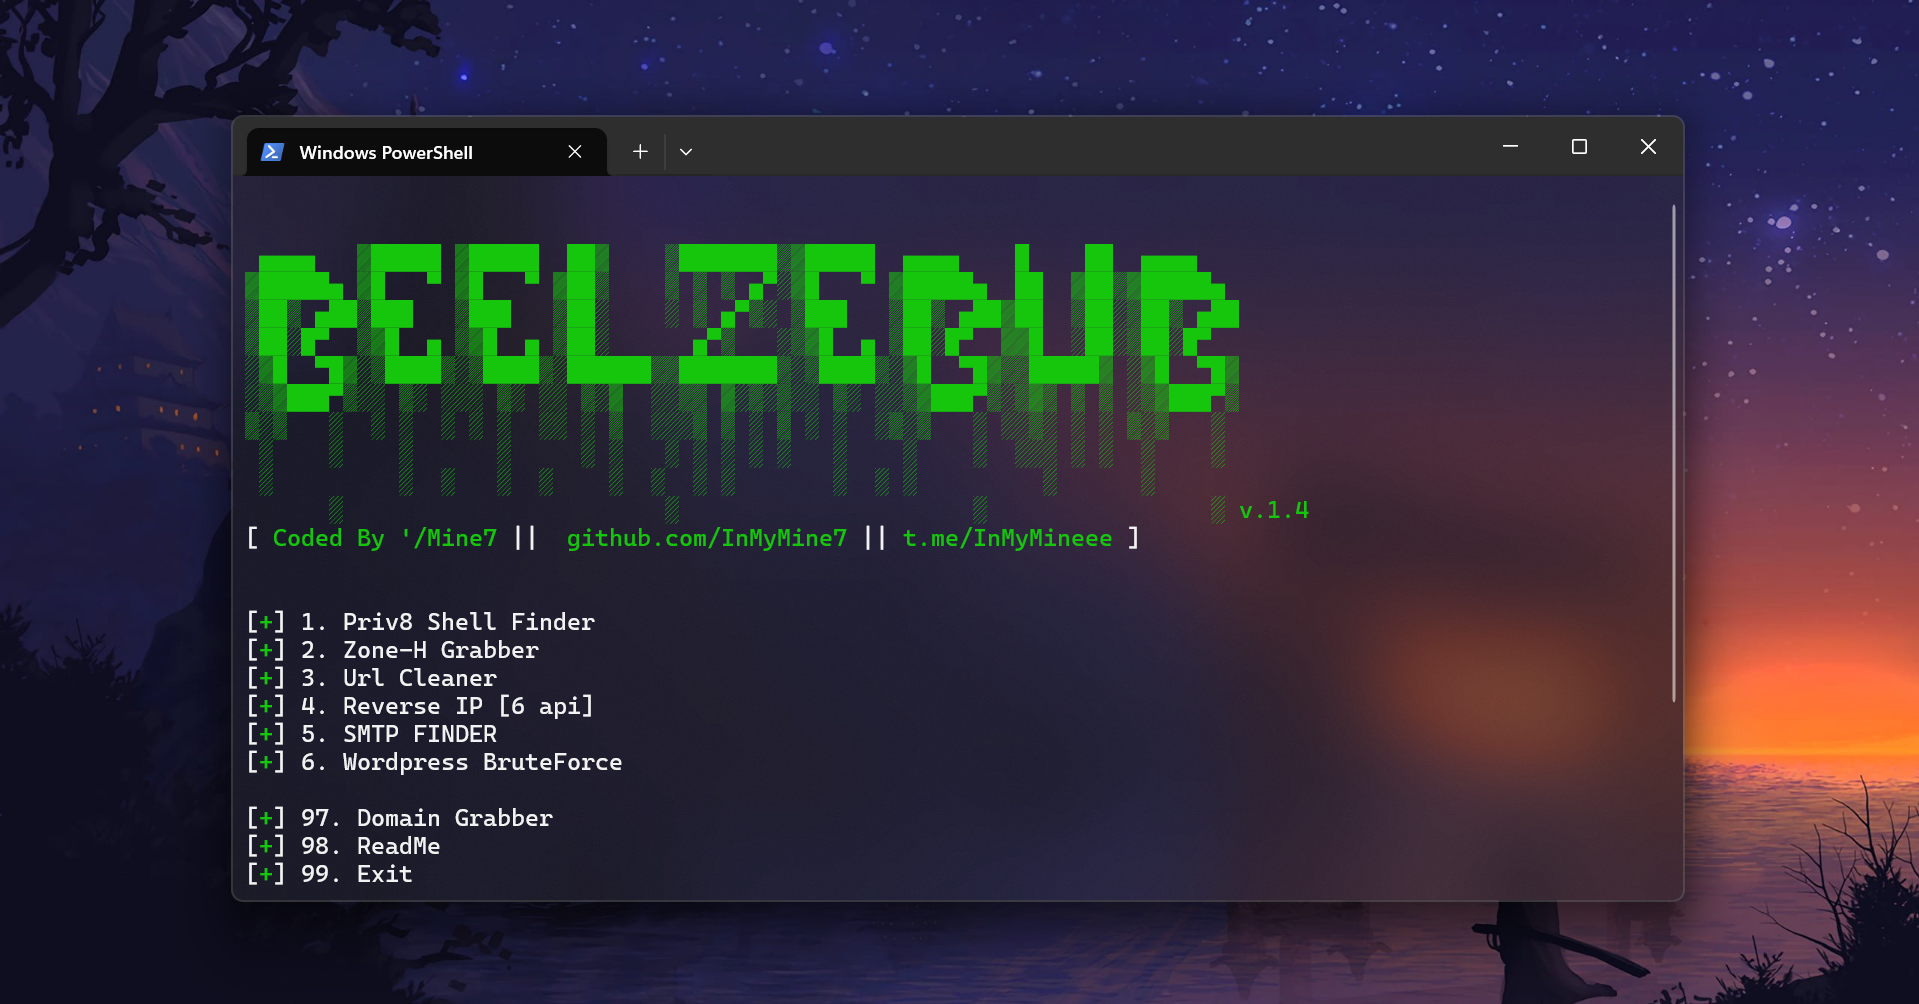 Windows PowerShell
BEELZEBUB
v.1.4
[ Coded By '/Mine7 || github.com/InMyMine7 || t.me/InMyMineee ]
[+] 1. Priv8 Shell Finder
[+] 2. Zone-H Grabber
[+] 3. Url Cleaner
[+] 4. Reverse IP [6 api]
[+] 5. SMTP FINDER
[+] 6. Wordpress BruteForce
[+] 97. Domain Grabber
[+] 98. ReadMe
[+] 99. Exit